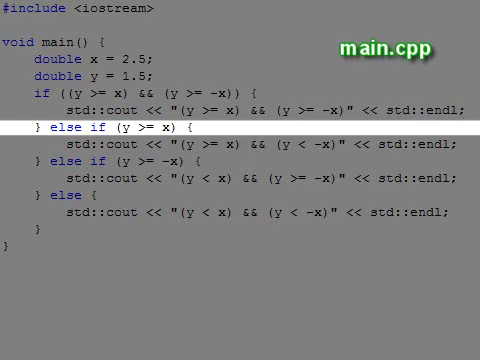 #include <iostream>
main.cpp
void main() {
    double x = 2.5;
    double y = 1.5;
    if ((y >= x) && (y >= -x)) {
        std::cout << "(y >= x) && (y >= -x)" << std::endl;
    } else if (y >= x) {
        std::cout << "(y >= x) && (y < -x)" << std::endl;
    } else if (y >= -x) {
        std::cout << "(y < x) && (y >= -x)" << std::endl;
    } else {
        std::cout << "(y < x) && (y < -x)" << std::endl;
    }
}